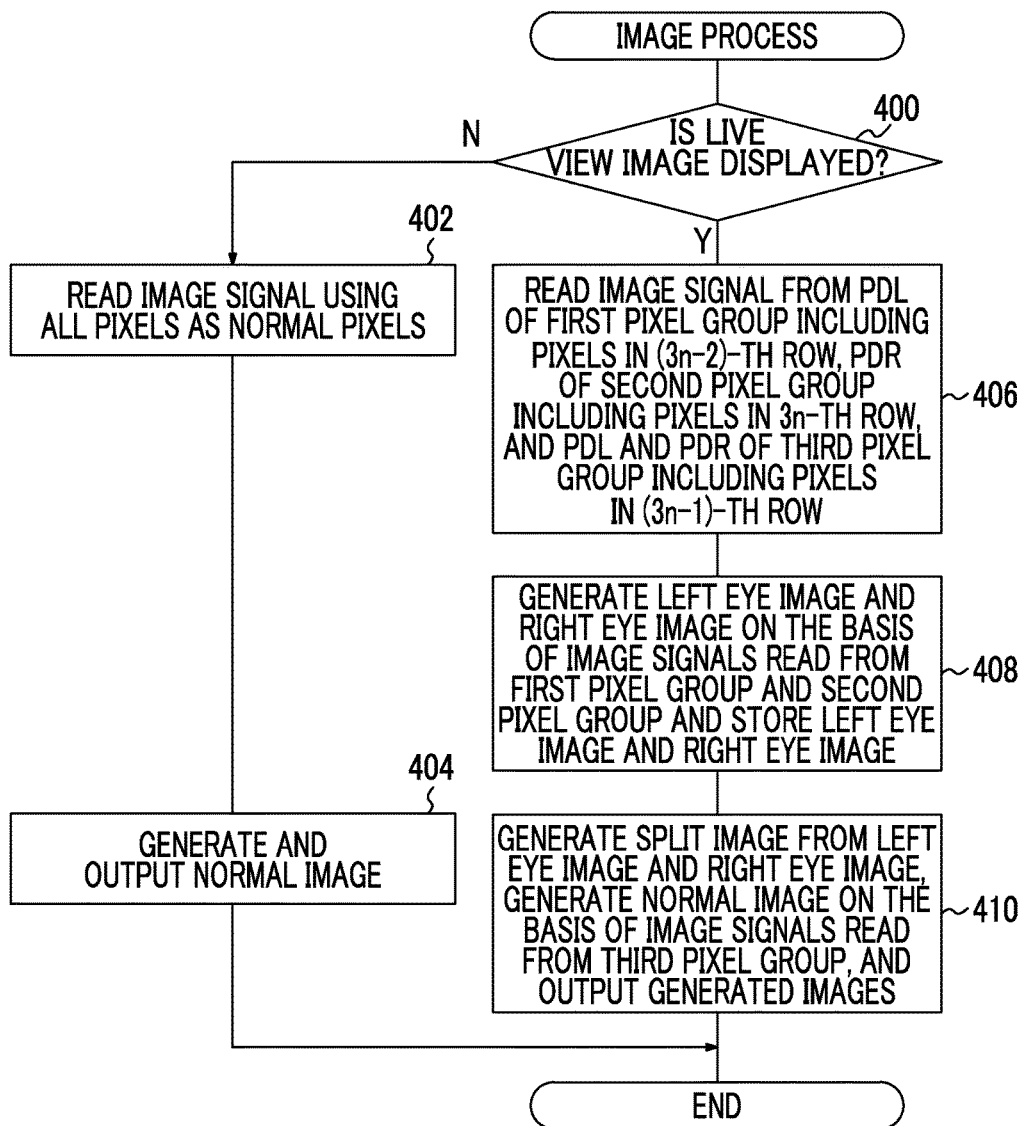 IMAGE PROCESS
400
IS LIVE
VIEW IMAGE DISPLAYED?
N
Y
402
READ IMAGE SIGNAL USING
ALL PIXELS AS NORMAL PIXELS
READ IMAGE SIGNAL FROM PDL
OF FIRST PIXEL GROUP INCLUDING
PIXELS IN (3n-2)-TH ROW, PDR
OF SECOND PIXEL GROUP
INCLUDING PIXELS IN 3n-TH ROW,
AND PDL AND PDR OF THIRD PIXEL
GROUP INCLUDING PIXELS
IN (3n-1)-TH ROW
406
GENERATE LEFT EYE IMAGE AND
RIGHT EYE IMAGE ON THE BASIS
OF IMAGE SIGNALS READ FROM
FIRST PIXEL GROUP AND SECOND
PIXEL GROUP AND STORE LEFT EYE
IMAGE AND RIGHT EYE IMAGE
408
404
GENERATE AND
OUTPUT NORMAL IMAGE
GENERATE SPLIT IMAGE FROM LEFT
EYE IMAGE AND RIGHT EYE IMAGE,
GENERATE NORMAL IMAGE ON THE
BASIS OF IMAGE SIGNALS READ
FROM THIRD PIXEL GROUP, AND
OUTPUT GENERATED IMAGES
410
END